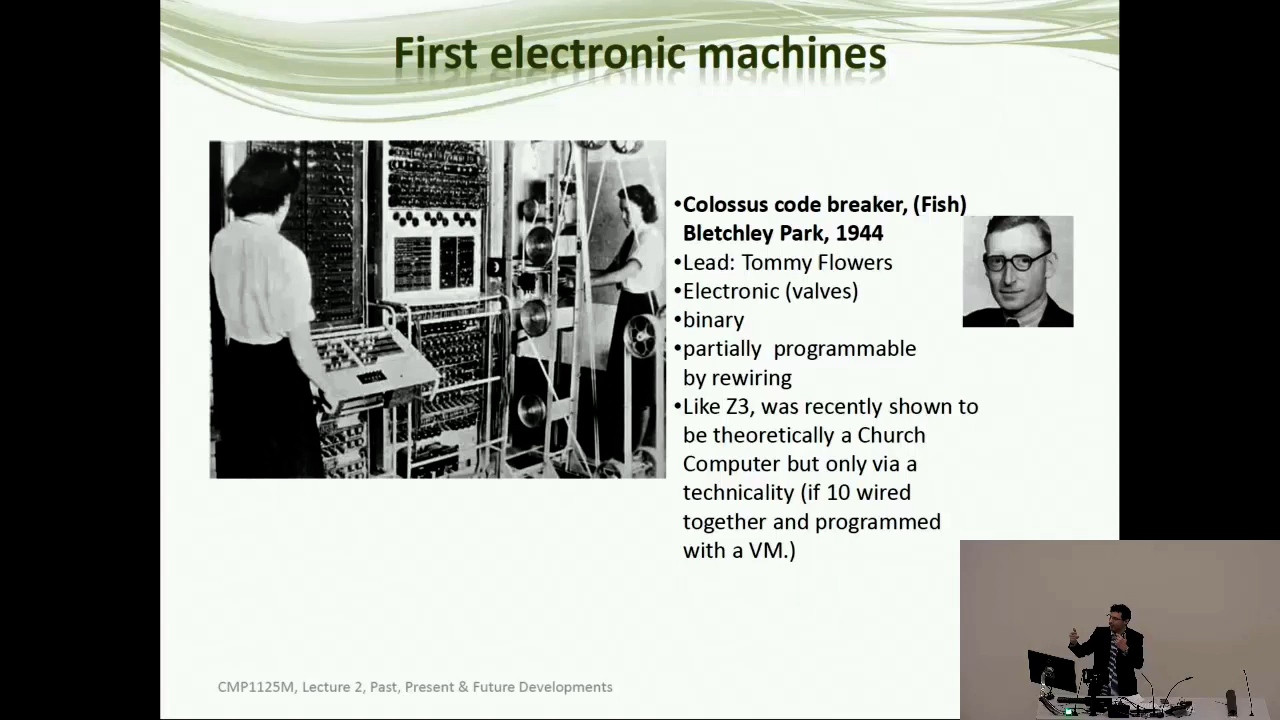 First electronic machines
•Colossus code breaker, (Fish)
Bletchley Park, 1944
•Lead: Tommy Flowers
•Electronic (valves)
•binary
•partially  programmable
by rewiring
•Like Z3, was recently shown to
be theoretically a Church
Computer but only via a
technicality (if 10 wired
together and programmed
with a VM.)
CMP1125M, Lecture 2, Past, Present & Future Developments